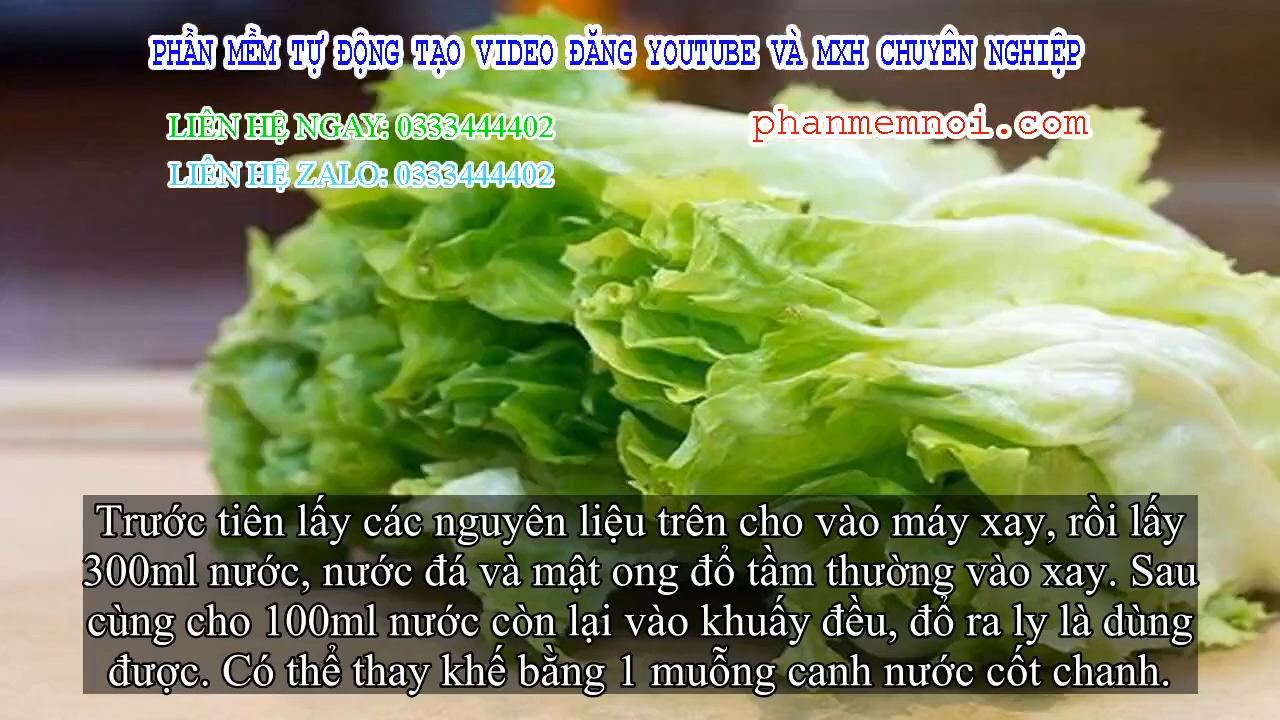 PHẦN MỀM TỰ ĐỘNG TẠO VIDEO ĐĂNG YOUTUBE VÀ MXH CHUYÊN NGHIỆP
LIÊN HỆ NGAY: 0333444402
phanmemnoi.com
LIÊN HỆ ZALO: 0333444402
Trước tiên lấy các nguyên liệu trên cho vào máy xay, rồi lấy
300ml nước, nước đá và mật ong đổ tầm thường vào xay. Sau
cùng cho 100ml nước còn lại vào khuấy đều, đổ ra ly là dùng
được. Có thể thay khế bằng 1 muỗng canh nước cốt chanh.